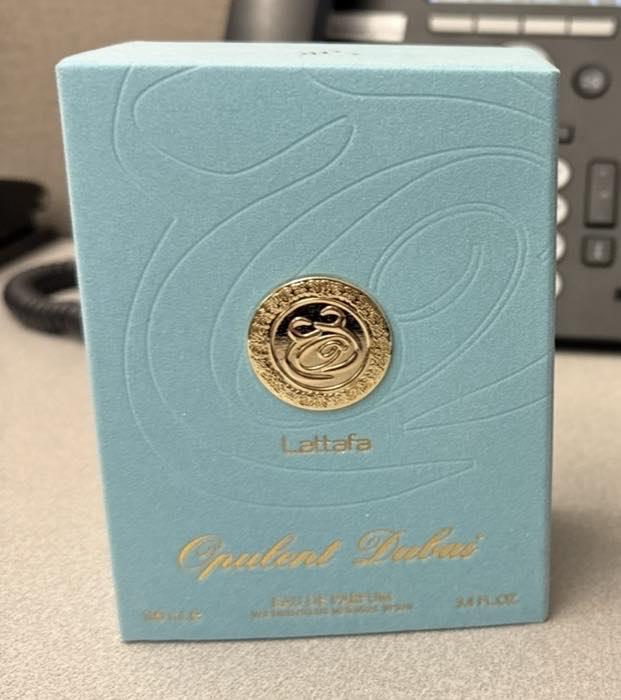 Lattafa
Opulent Dubai
EAU DE PARFUM
3.4 FL.OZ.